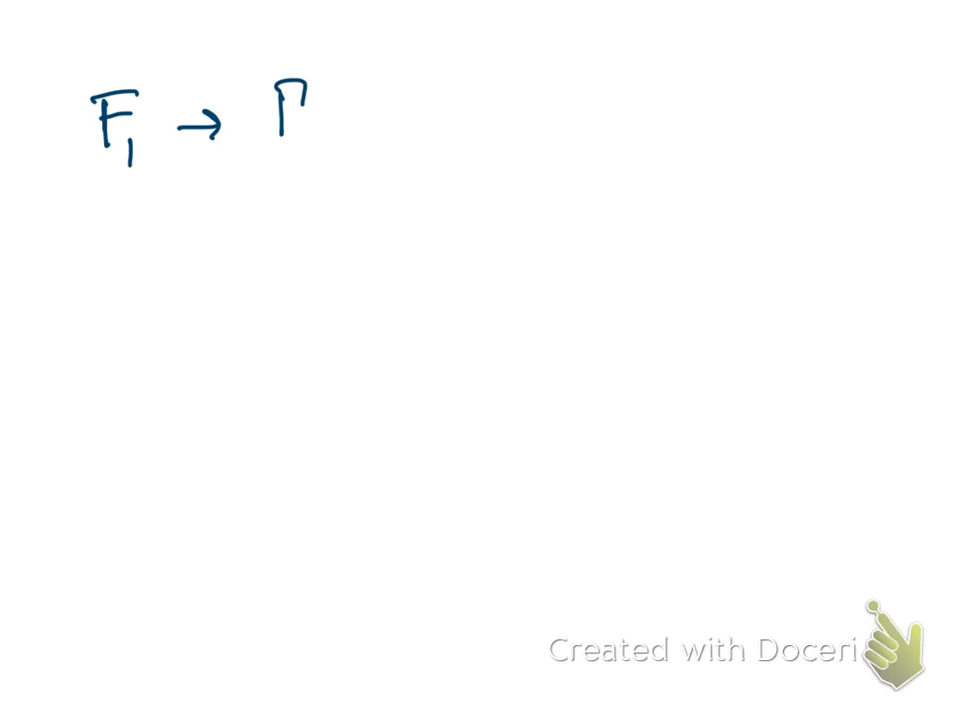 F₁ →
Created with Doceri